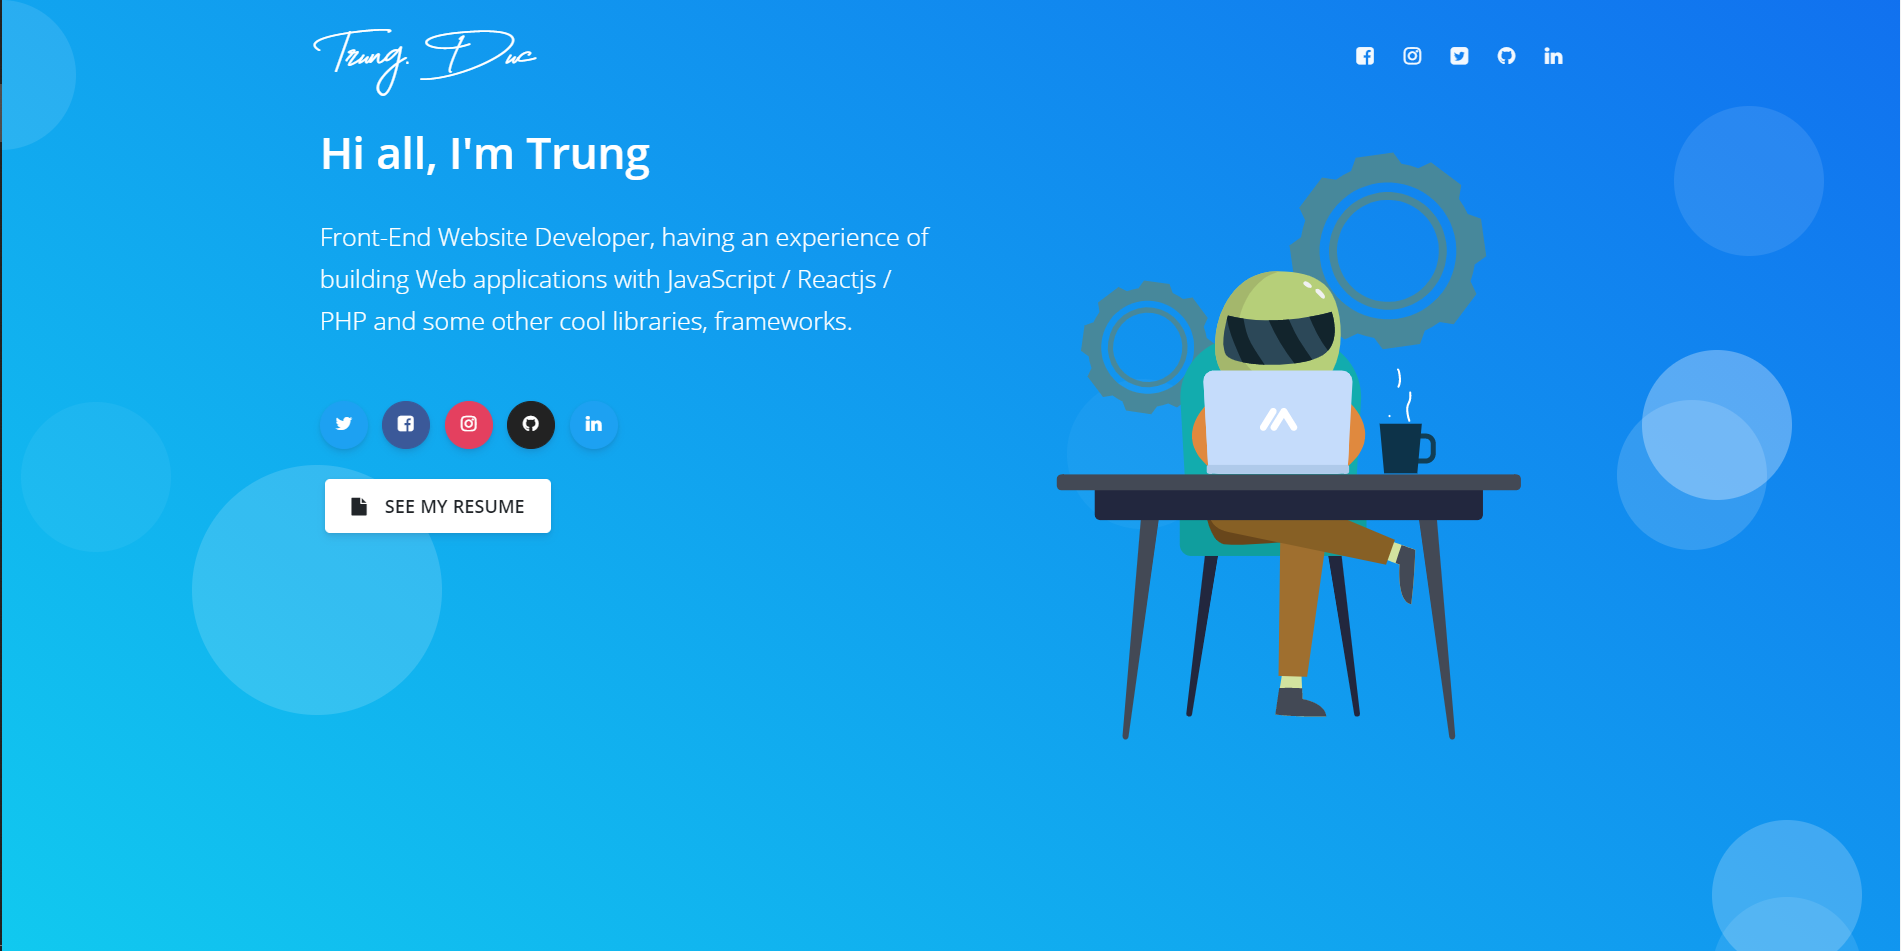 Trung. Duc
Hi all, I'm Trung
Front-End Website Developer, having an experience of
building Web applications with JavaScript / Reactjs /
PHP and some other cool libraries, frameworks.
SEE MY RESUME